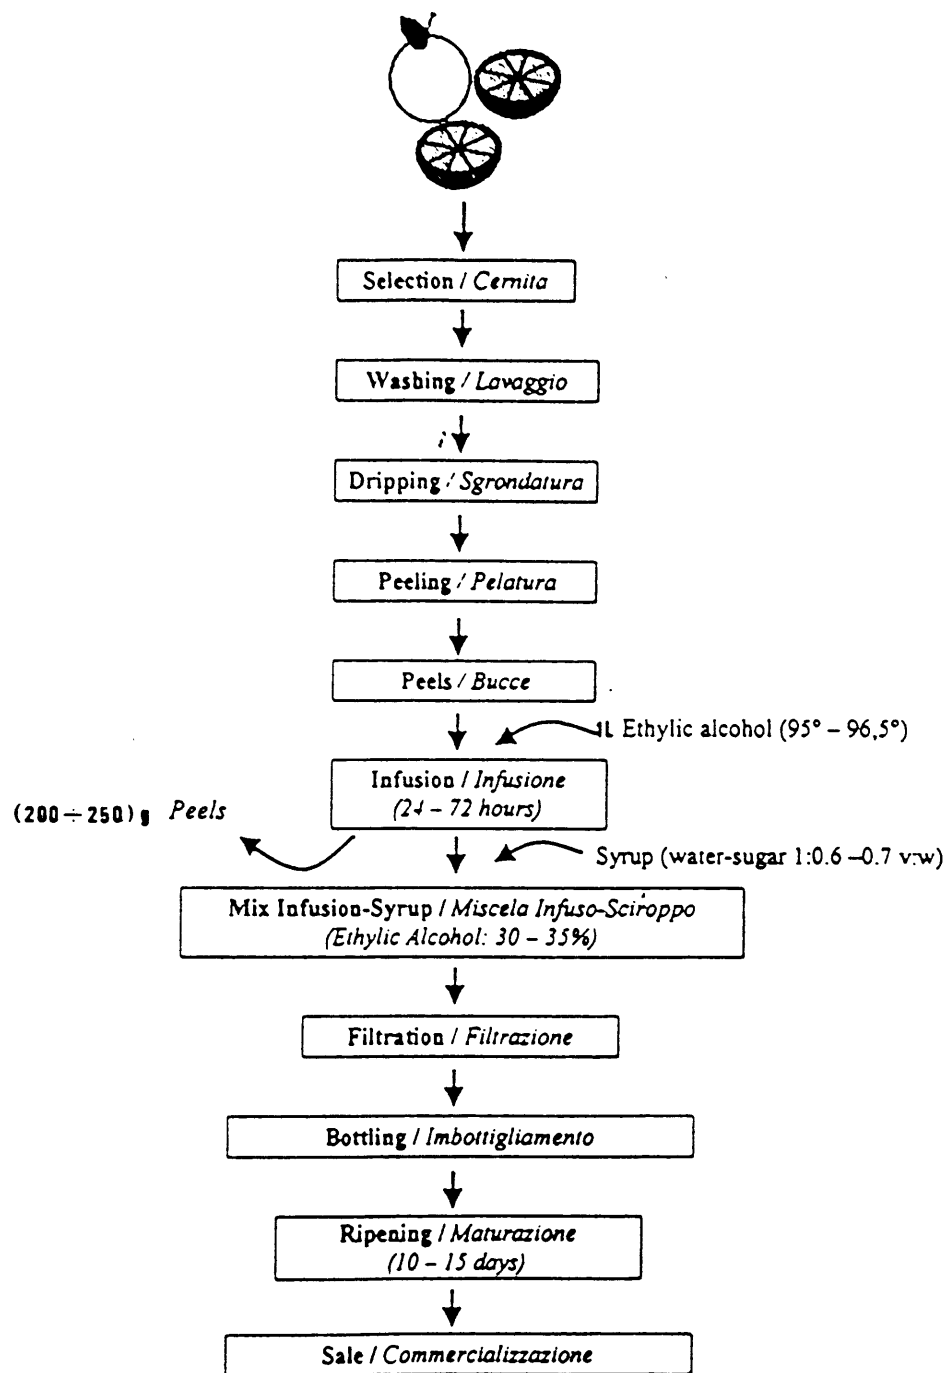 Selection / Cernita
Washing / Lavaggio
Dripping / Sgrondatura
Peeling / Pelatura
Peels / Bucce
1L Ethylic alcohol (95° – 96,5°)
Infusion / Infusione
(24 – 72 hours)
(200÷250) g Peels
Syrup (water-sugar 1:0.6 –0.7 v:w)
Mix Infusion-Syrup / Miscela Infuso-Sciroppo
(Ethylic Alcohol: 30 – 35%)
Filtration / Filtrazione
Bottling / Imbottigliamento
Ripening / Maturazione
(10 – 15 days)
Sale / Commercializzazione